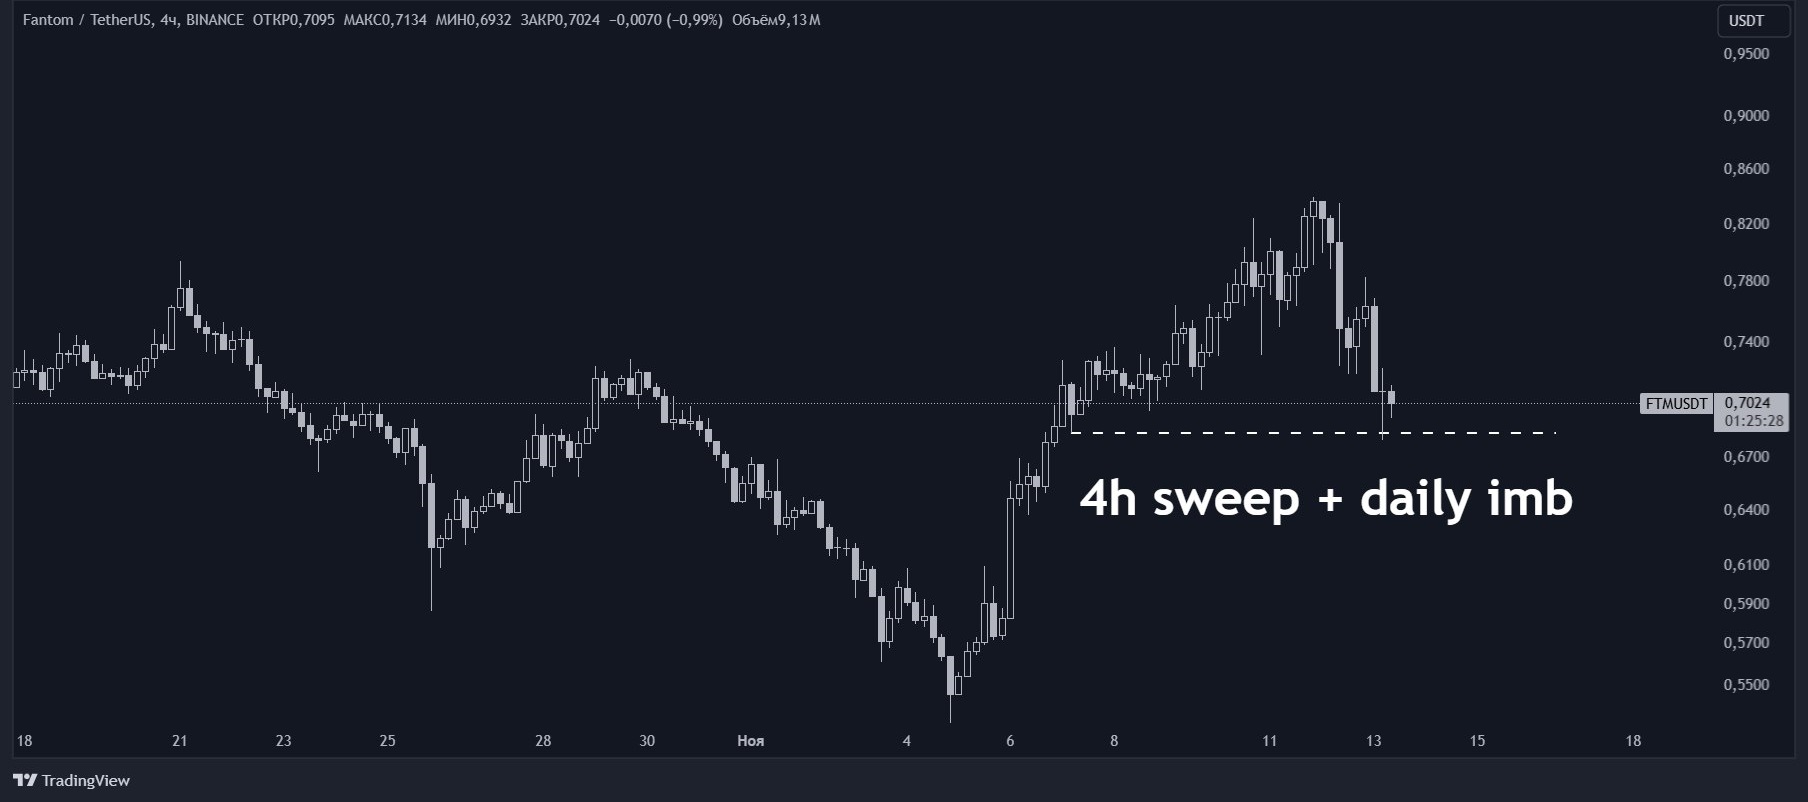 Fantom / TetherUS, 4ч, BINANCE ОТКР0,7095 МАКС0,7134 МИН0,6932 ЗАКР0,7024 −0,0070 (−0,99%) Объём9,13 M
USDT
0,9500
0,9000
0,8600
0,8200
0,7800
0,7400
FTMUSDT 0,7024
01:25:28
0,6700
4h sweep + daily imb
0,6400
0,6100
0,5900
0,5700
0,5500
18 21 23 25 28 30 Ноя 4 6 8 11 13 15 18
TradingView